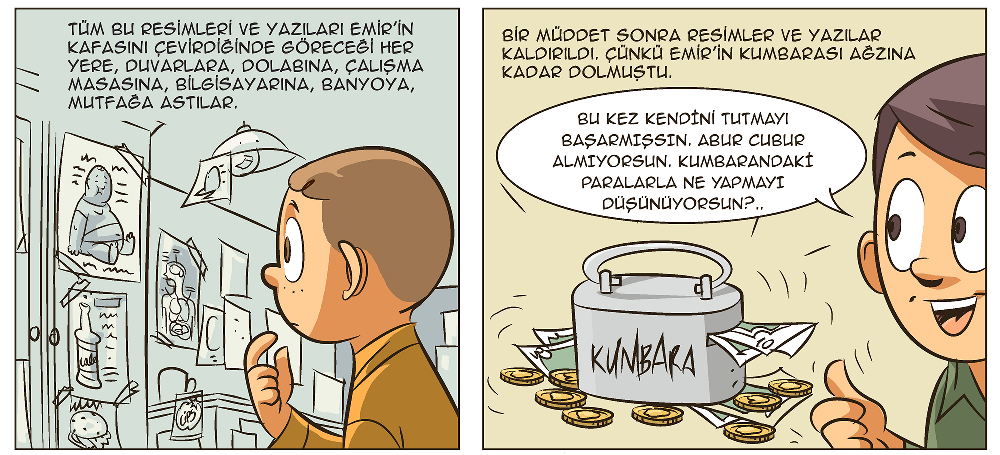 TÜM BU RESİMLERİ VE YAZILARI EMİR'İN
KAFASINI ÇEVİRDİĞİNDE GÖRECEĞİ HER
YERE, DUVARLARA, DOLABINA, ÇALIŞMA
MASASINA, BİLGİSAYARINA, BANYOYA,
MUTFAĞA ASTILAR.
CİPS
BİR MÜDDET SONRA RESİMLER VE YAZILAR
KALDIRILDI. ÇÜNKÜ EMİR'İN KUMBARASI AĞZINA
KADAR DOLMUŞTU.
BU KEZ KENDİNİ TUTMAYI
BAŞARMIŞSIN. ABUR CUBUR
ALMIYORSUN. KUMBARANDAKİ
PARALARLA NE YAPMAYI
DÜŞÜNÜYORSUN?..
10
KUMBARA